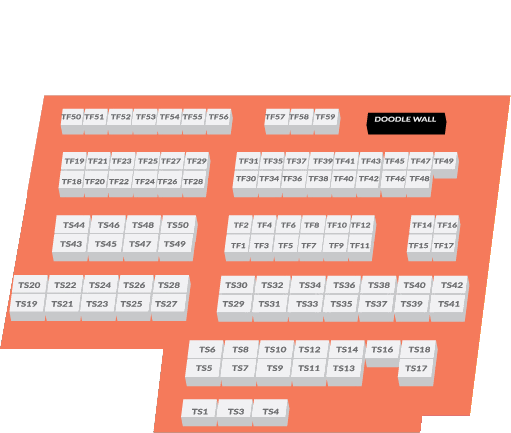 TF50 TF51 TF52 TF53 TF54 TF55 TF56 TF57 TF58 TF59 DOODLE WALL
TF19 TF21 TF23 TF25 TF27 TF29 TF31 TF35 TF37 TF39 TF41 TF43 TF45 TF47 TF49
TF18 TF20 TF22 TF24 TF26 TF28 TF30 TF34 TF36 TF38 TF40 TF42 TF46 TF48
TS44 TS46 TS48 TS50 TF2 TF4 TF6 TF8 TF10 TF12 TF14 TF16
TS43 TS45 TS47 TS49 TF1 TF3 TF5 TF7 TF9 TF11 TF15 TF17
TS20 TS22 TS24 TS26 TS28 TS30 TS32 TS34 TS36 TS38 TS40 TS42
TS19 TS21 TS23 TS25 TS27 TS29 TS31 TS33 TS35 TS37 TS39 TS41
TS6 TS8 TS10 TS12 TS14 TS16 TS18
TS5 TS7 TS9 TS11 TS13 TS17
TS1 TS3 TS4